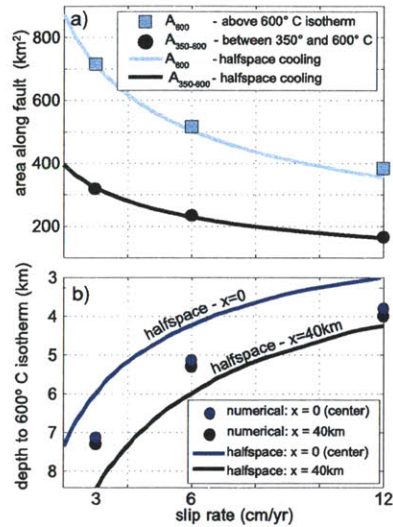 a)
A600 - above 600° C isotherm
A350-600 - between 350° and 600° C
A600 - halfspace cooling
A350-600 - halfspace cooling
area along fault (km²)
800
600
400
200
b)
depth to 600° C isotherm (km)
3
4
5
6
7
8
halfspace - x=0
halfspace - x=40km
numerical: x = 0 (center)
numerical: x = 40km
halfspace: x = 0 (center)
halfspace: x = 40km
3
6
12
slip rate (cm/yr)